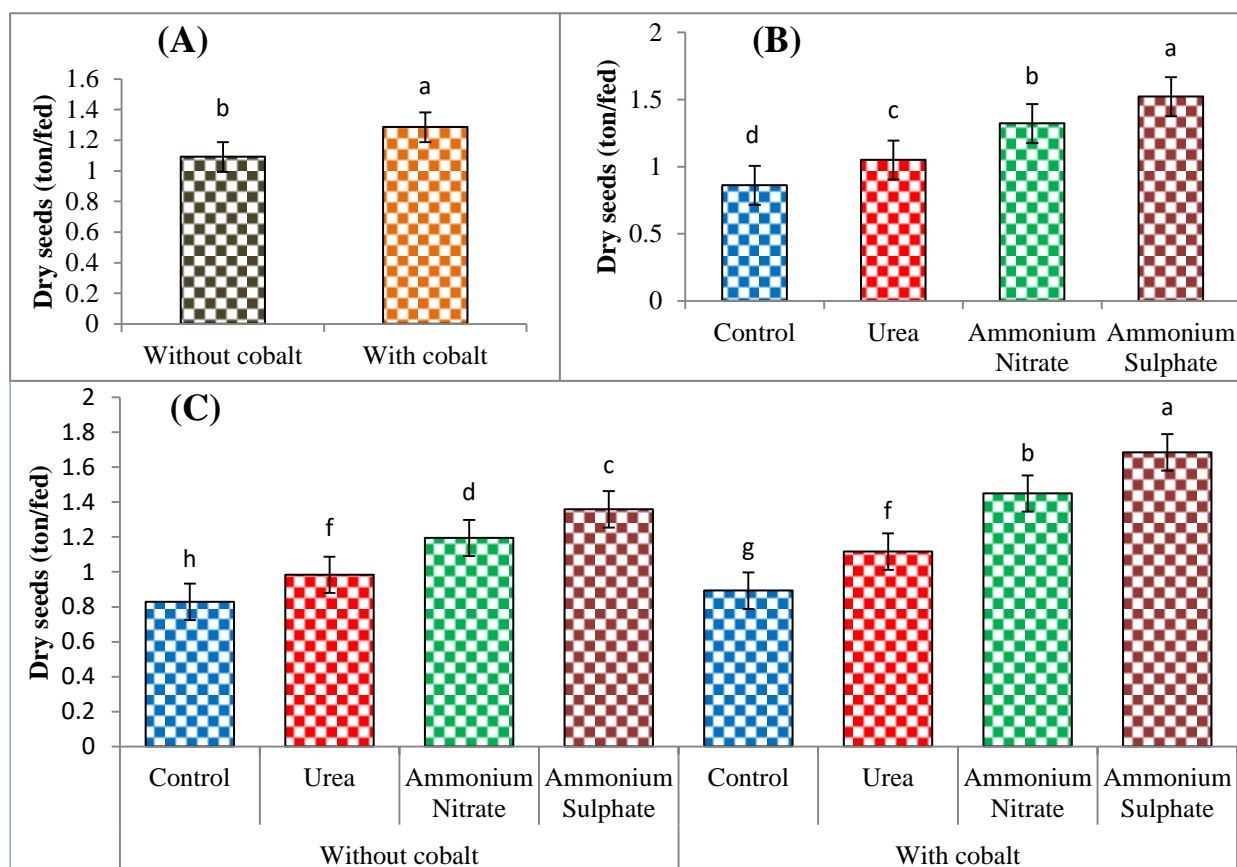 (A)
Dry seeds (ton/fed)
1.6
1.4
1.2
1
0.8
0.6
0.4
0.2
0
b
a
Without cobalt
With cobalt
(B)
Dry seeds (ton/fed)
2
1.5
1
0.5
0
d
c
b
a
Control
Urea
Ammonium
Nitrate
Ammonium
Sulphate
(C)
Dry seeds (ton/fed)
2
1.8
1.6
1.4
1.2
1
0.8
0.6
0.4
0.2
0
h
f
d
c
g
f
b
a
Control
Urea
Ammonium
Nitrate
Ammonium
Sulphate
Control
Urea
Ammonium
Nitrate
Ammonium
Sulphate
Without cobalt
With cobalt